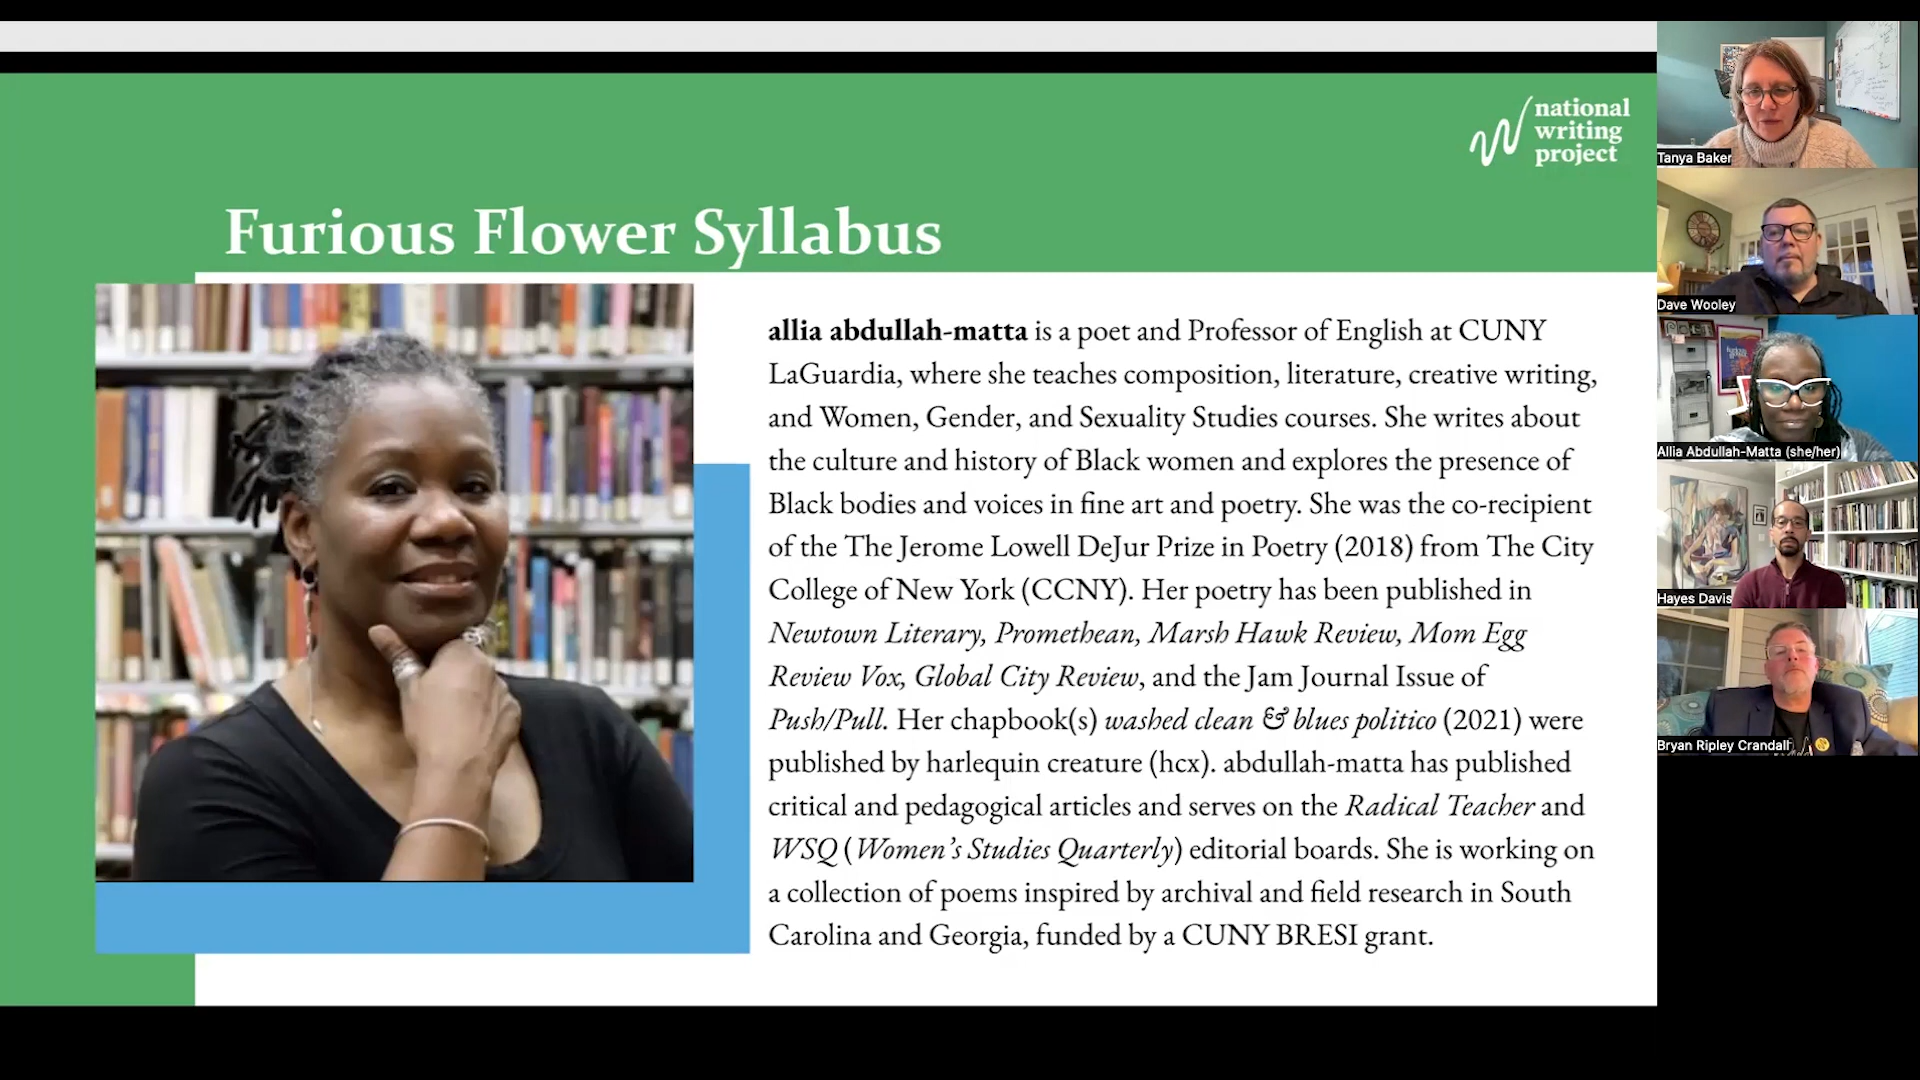 national
writing
project
Furious Flower Syllabus
allia abdullah-matta is a poet and Professor of English at CUNY
LaGuardia, where she teaches composition, literature, creative writing,
and Women, Gender, and Sexuality Studies courses. She writes about
the culture and history of Black women and explores the presence of
Black bodies and voices in fine art and poetry. She was the co-recipient
of the The Jerome Lowell DeJur Prize in Poetry (2018) from The City
College of New York (CCNY). Her poetry has been published in
Newtown Literary, Promethean, Marsh Hawk Review, Mom Egg
Review Vox, Global City Review, and the Jam Journal Issue of
Push/Pull. Her chapbook(s) washed clean & blues politico (2021) were
published by harlequin creature (hcx). abdullah-matta has published
critical and pedagogical articles and serves on the Radical Teacher and
WSQ (Women's Studies Quarterly) editorial boards. She is working on
a collection of poems inspired by archival and field research in South
Carolina and Georgia, funded by a CUNY BRESI grant.
Tanya Baker
Dave Wooley
Allia Abdullah-Matta (she/her)
Hayes Davis
Bryan Ripley Crandall